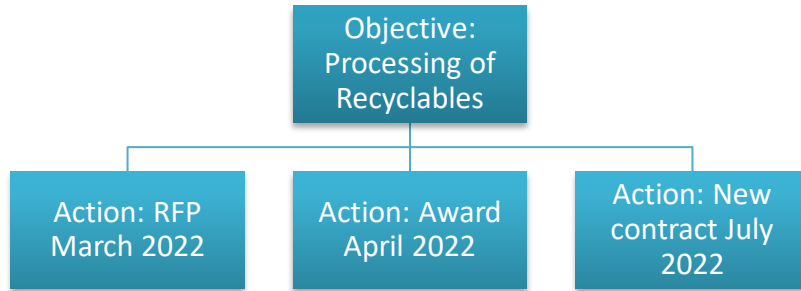 Objective:
Processing of
Recyclables
Action: RFP
March 2022
Action: Award
April 2022
Action: New
contract July
2022